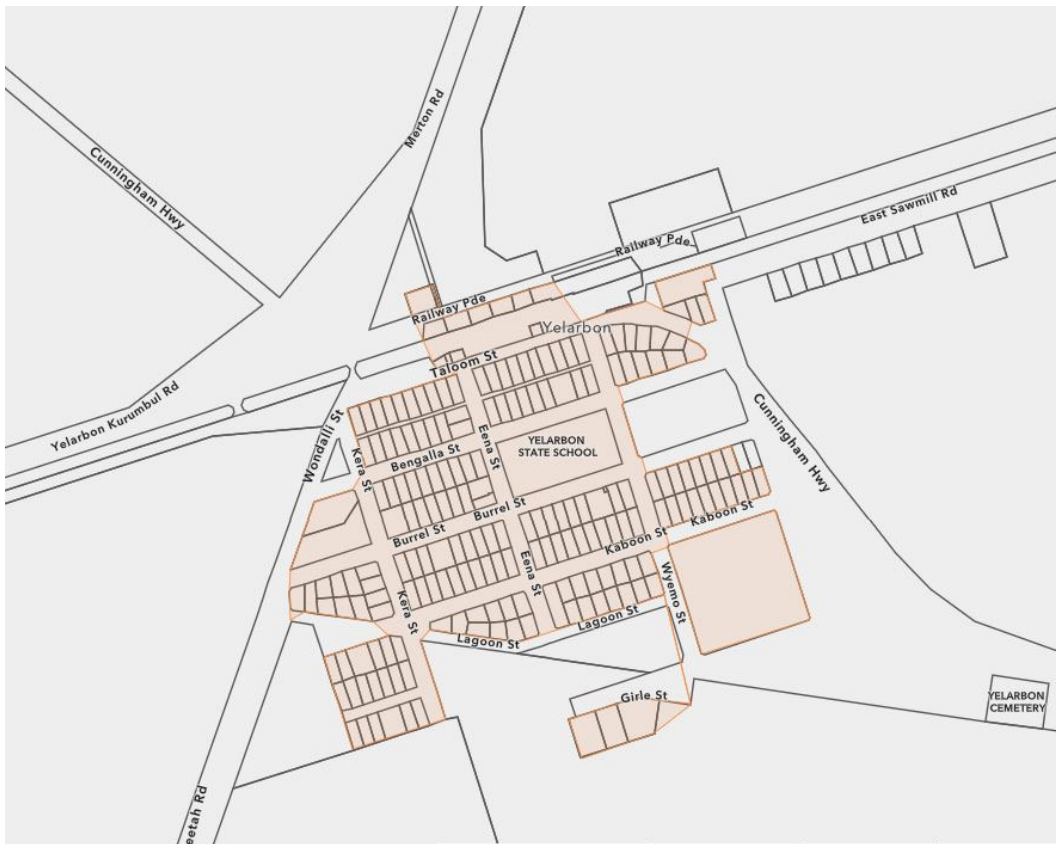 Merton Rd
Cunningham Hwy
East Sawmill Rd
Railway Pde
Railway Pde
Yelarbon
Taloom St
Yelarbon Kurumbul Rd
Wondalli St
Cunningham Hwy
Eena St
YELARBON
STATE SCHOOL
Bengalla St
Kera St
Burrel St
Burrel St
Kaboon St
Kaboon St
Eena St
Wyemo St
Kera St
Lagoon St
Lagoon St
Girle St
YELARBON
CEMETERY
eetah Rd